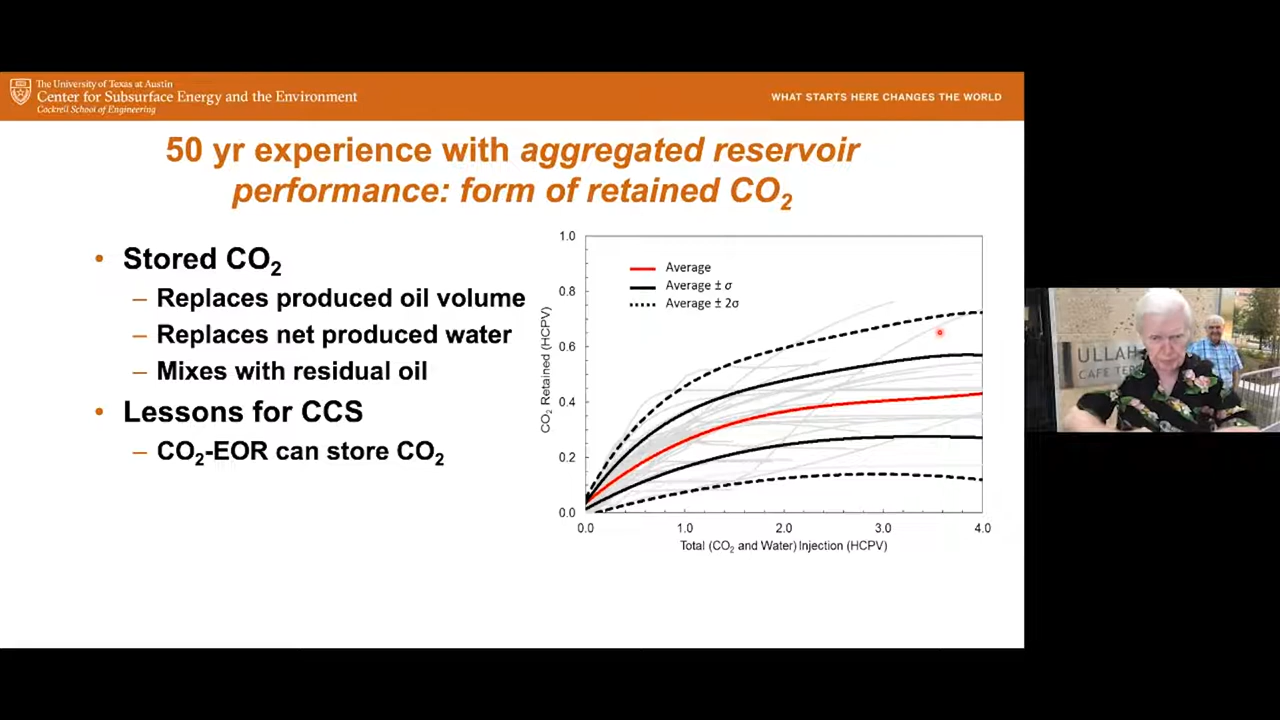 The University of Texas at Austin
Center for Subsurface Energy and the Environment
Cockrell School of Engineering
WHAT STARTS HERE CHANGES THE WORLD
50 yr experience with aggregated reservoir
performance: form of retained CO2
• Stored CO2
– Replaces produced oil volume
– Replaces net produced water
– Mixes with residual oil
• Lessons for CCS
– CO2-EOR can store CO2
Average
Average ± σ
Average ± 2σ
CO2 Retained (HCPV)
1.0
0.8
0.6
0.4
0.2
0.0
0.0 1.0 2.0 3.0 4.0
Total (CO2 and Water) Injection (HCPV)
ULLAH
CAFE